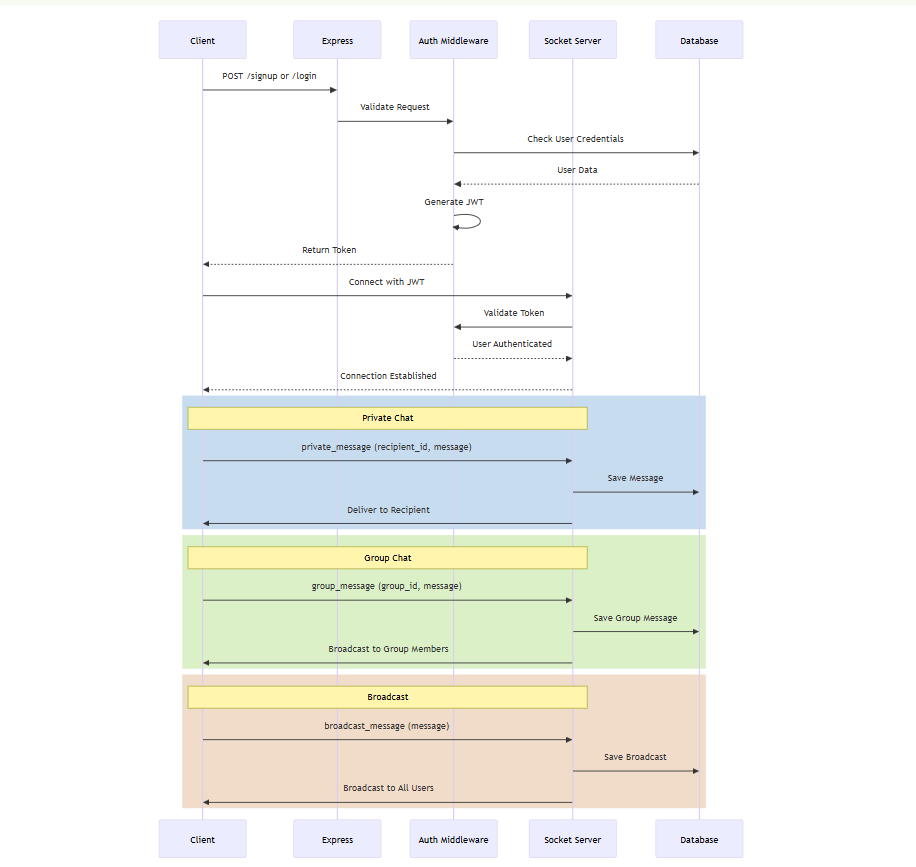 Client Express Auth Middleware Socket Server Database
POST /signup or /login
Validate Request
Check User Credentials
User Data
Generate JWT
Return Token
Connect with JWT
Validate Token
User Authenticated
Connection Established
Private Chat
private_message (recipient_id, message)
Save Message
Deliver to Recipient
Group Chat
group_message (group_id, message)
Save Group Message
Broadcast to Group Members
Broadcast
broadcast_message (message)
Save Broadcast
Broadcast to All Users
Client Express Auth Middleware Socket Server Database